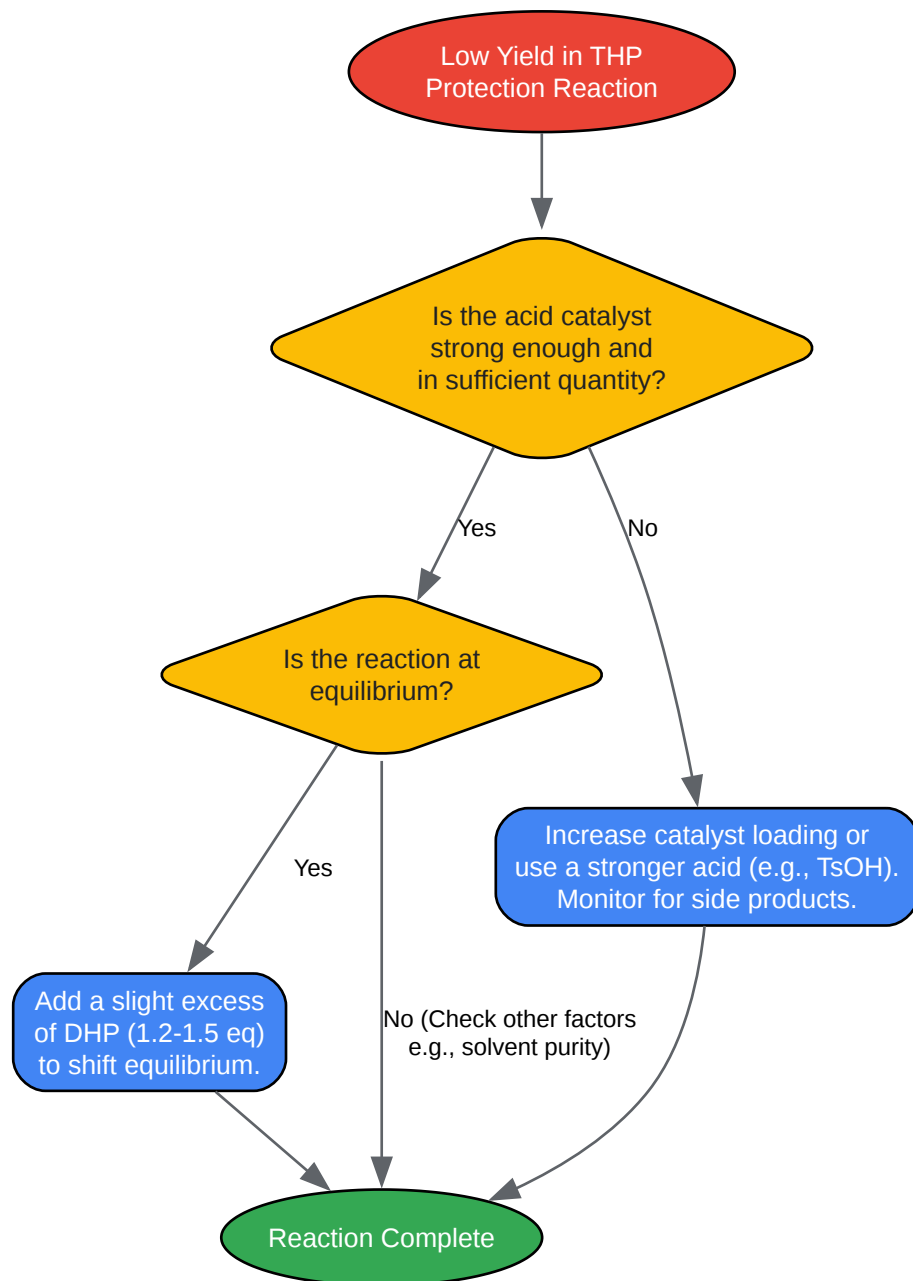 Low Yield in THP
Protection Reaction
Is the acid catalyst
strong enough and
in sufficient quantity?
Yes
No
Is the reaction at
equilibrium?
Increase catalyst loading or
use a stronger acid (e.g., TsOH).
Monitor for side products.
Yes
Add a slight excess
of DHP (1.2-1.5 eq)
to shift equilibrium.
No (Check other factors
e.g., solvent purity)
Reaction Complete